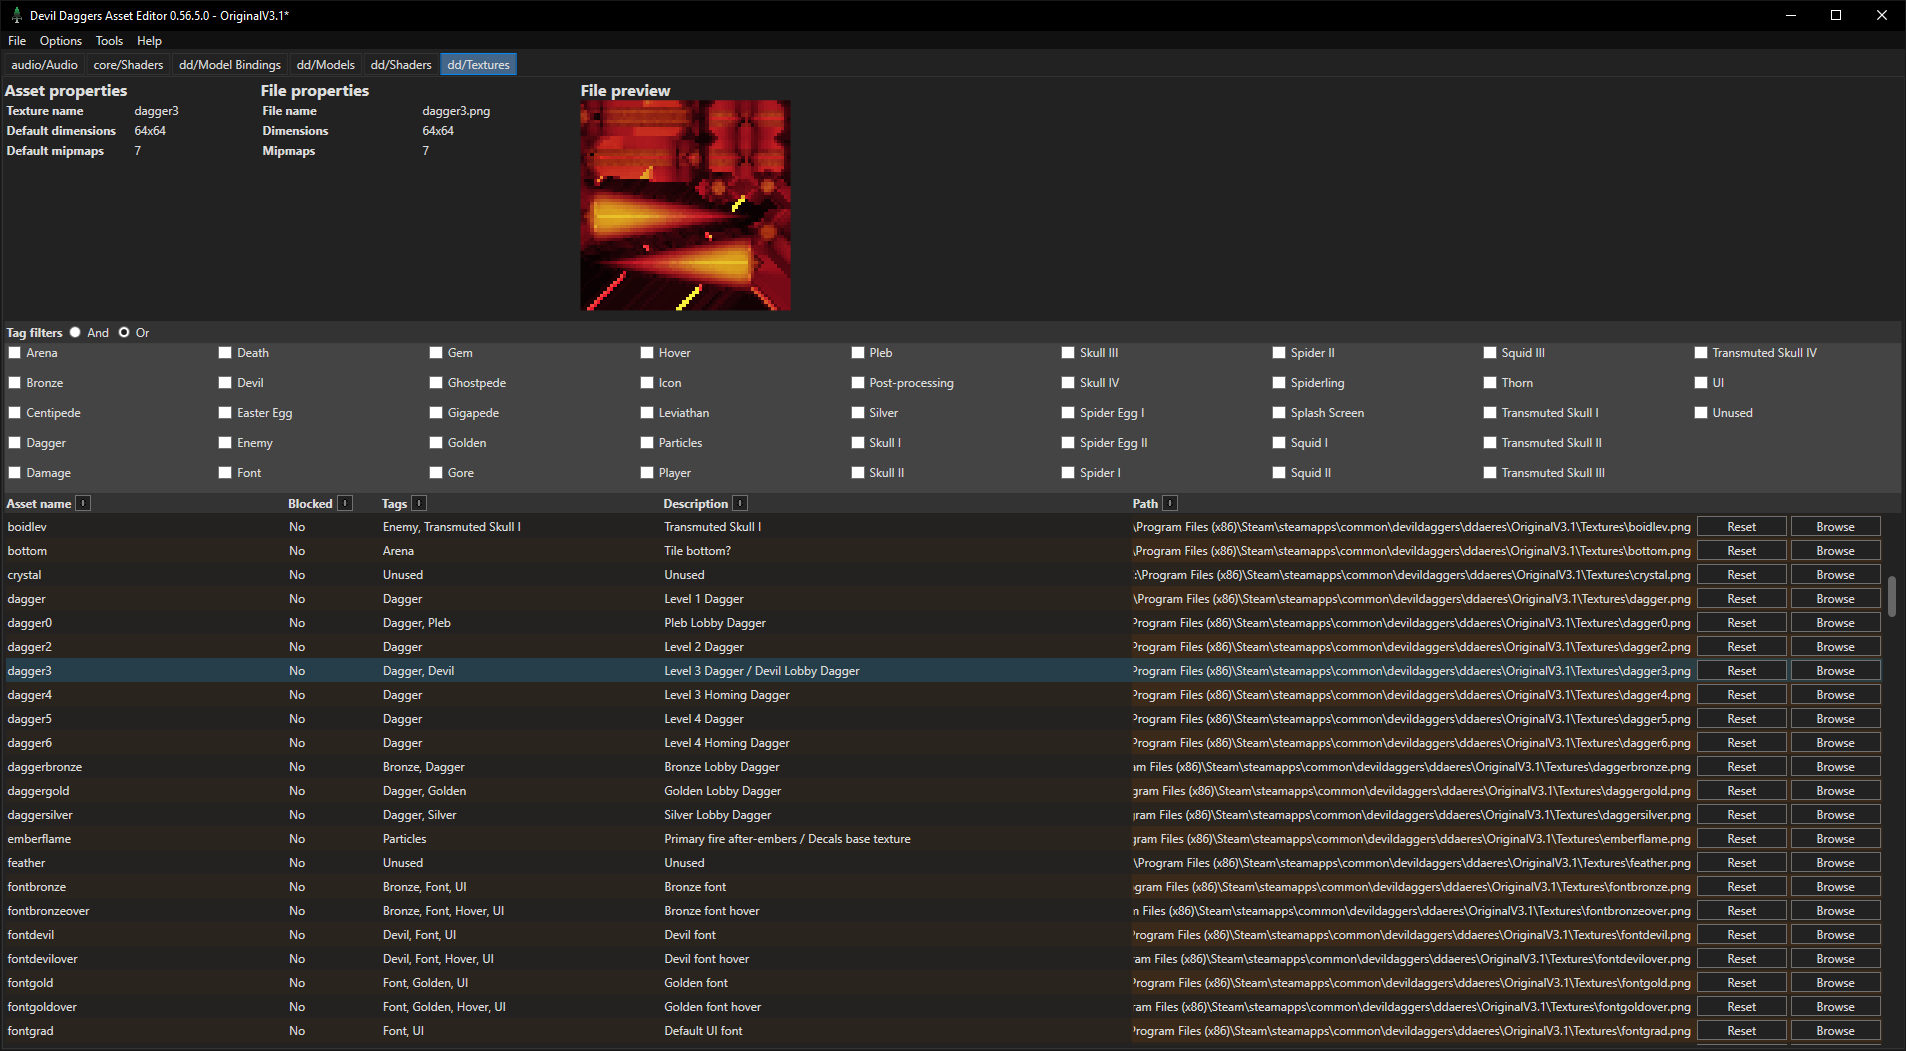 Devil Daggers Asset Editor 0.56.5.0 - OriginalV3.1*
File Options Tools Help
audio/Audio core/Shaders dd/Model Bindings dd/Models dd/Shaders dd/Textures
Asset properties File properties File preview
Texture name dagger3 File name dagger3.png
Default dimensions 64x64 Dimensions 64x64
Default mipmaps 7 Mipmaps 7
Tag filters And Or
Arena Death Gem Hover Pleb Skull III Spider II Squid III Transmuted Skull IV
Bronze Devil Ghostpede Icon Post-processing Skull IV Spiderling Thorn UI
Centipede Easter Egg Gigapede Leviathan Silver Spider Egg I Splash Screen Transmuted Skull I Unused
Dagger Enemy Golden Particles Skull I Spider Egg II Squid I Transmuted Skull II
Damage Font Gore Player Skull II Spider I Squid II Transmuted Skull III
Asset name Blocked Tags Description Path
boidlev No Enemy, Transmuted Skull I Transmuted Skull I \Program Files (x86)\Steam\steamapps\common\devildaggers\ddaeres\OriginalV3.1\Textures\boidlev.png Reset Browse
bottom No Arena Tile bottom? \Program Files (x86)\Steam\steamapps\common\devildaggers\ddaeres\OriginalV3.1\Textures\bottom.png Reset Browse
crystal No Unused Unused :\Program Files (x86)\Steam\steamapps\common\devildaggers\ddaeres\OriginalV3.1\Textures\crystal.png Reset Browse
dagger No Dagger Level 1 Dagger \Program Files (x86)\Steam\steamapps\common\devildaggers\ddaeres\OriginalV3.1\Textures\dagger.png Reset Browse
dagger0 No Dagger, Pleb Pleb Lobby Dagger Program Files (x86)\Steam\steamapps\common\devildaggers\ddaeres\OriginalV3.1\Textures\dagger0.png Reset Browse
dagger2 No Dagger Level 2 Dagger Program Files (x86)\Steam\steamapps\common\devildaggers\ddaeres\OriginalV3.1\Textures\dagger2.png Reset Browse
dagger3 No Dagger, Devil Level 3 Dagger / Devil Lobby Dagger Program Files (x86)\Steam\steamapps\common\devildaggers\ddaeres\OriginalV3.1\Textures\dagger3.png Reset Browse
dagger4 No Dagger Level 3 Homing Dagger Program Files (x86)\Steam\steamapps\common\devildaggers\ddaeres\OriginalV3.1\Textures\dagger4.png Reset Browse
dagger5 No Dagger Level 4 Dagger Program Files (x86)\Steam\steamapps\common\devildaggers\ddaeres\OriginalV3.1\Textures\dagger5.png Reset Browse
dagger6 No Dagger Level 4 Homing Dagger Program Files (x86)\Steam\steamapps\common\devildaggers\ddaeres\OriginalV3.1\Textures\dagger6.png Reset Browse
daggerbronze No Bronze, Dagger Bronze Lobby Dagger am Files (x86)\Steam\steamapps\common\devildaggers\ddaeres\OriginalV3.1\Textures\daggerbronze.png Reset Browse
daggergold No Dagger, Golden Golden Lobby Dagger gram Files (x86)\Steam\steamapps\common\devildaggers\ddaeres\OriginalV3.1\Textures\daggergold.png Reset Browse
daggersilver No Dagger, Silver Silver Lobby Dagger ram Files (x86)\Steam\steamapps\common\devildaggers\ddaeres\OriginalV3.1\Textures\daggersilver.png Reset Browse
emberflame No Particles Primary fire after-embers / Decals base texture gram Files (x86)\Steam\steamapps\common\devildaggers\ddaeres\OriginalV3.1\Textures\emberflame.png Reset Browse
feather No Unused Unused \Program Files (x86)\Steam\steamapps\common\devildaggers\ddaeres\OriginalV3.1\Textures\feather.png Reset Browse
fontbronze No Bronze, Font, UI Bronze font gram Files (x86)\Steam\steamapps\common\devildaggers\ddaeres\OriginalV3.1\Textures\fontbronze.png Reset Browse
fontbronzeover No Bronze, Font, Hover, UI Bronze font hover n Files (x86)\Steam\steamapps\common\devildaggers\ddaeres\OriginalV3.1\Textures\fontbronzeover.png Reset Browse
fontdevil No Devil, Font, UI Devil font rogram Files (x86)\Steam\steamapps\common\devildaggers\ddaeres\OriginalV3.1\Textures\fontdevil.png Reset Browse
fontdevilover No Devil, Font, Hover, UI Devil font hover ram Files (x86)\Steam\steamapps\common\devildaggers\ddaeres\OriginalV3.1\Textures\fontdevilover.png Reset Browse
fontgold No Font, Golden, UI Golden font Program Files (x86)\Steam\steamapps\common\devildaggers\ddaeres\OriginalV3.1\Textures\fontgold.png Reset Browse
fontgoldover No Font, Golden, Hover, UI Golden font hover ram Files (x86)\Steam\steamapps\common\devildaggers\ddaeres\OriginalV3.1\Textures\fontgoldover.png Reset Browse
fontgrad No Font, UI Default UI font Program Files (x86)\Steam\steamapps\common\devildaggers\ddaeres\OriginalV3.1\Textures\fontgrad.png Reset Browse